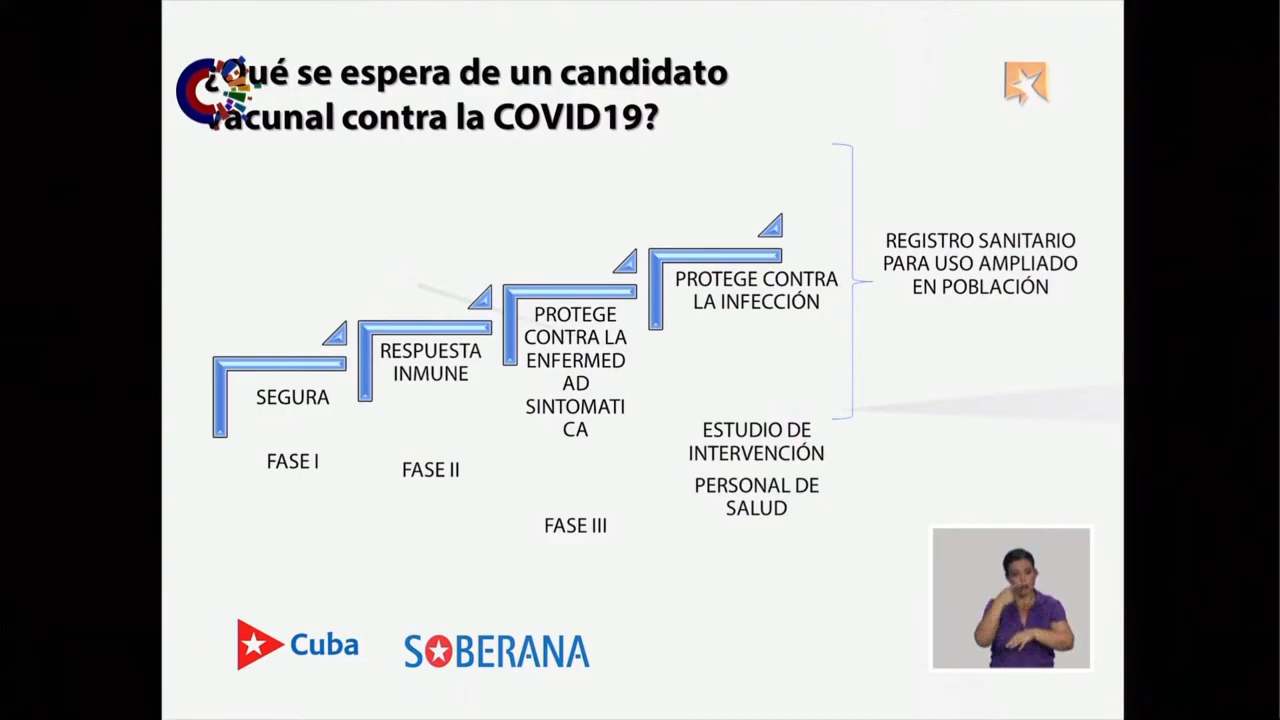 ¿Qué se espera de un candidato
vacunal contra la COVID19?
REGISTRO SANITARIO
PARA USO AMPLIADO
EN POBLACIÓN
PROTEGE CONTRA
LA INFECCIÓN
PROTEGE
CONTRA LA
ENFERMED
AD
SINTOMATI
CA
RESPUESTA
INMUNE
SEGURA
FASE I
FASE II
FASE III
ESTUDIO DE
INTERVENCIÓN
PERSONAL DE
SALUD
Cuba
SOBERANA